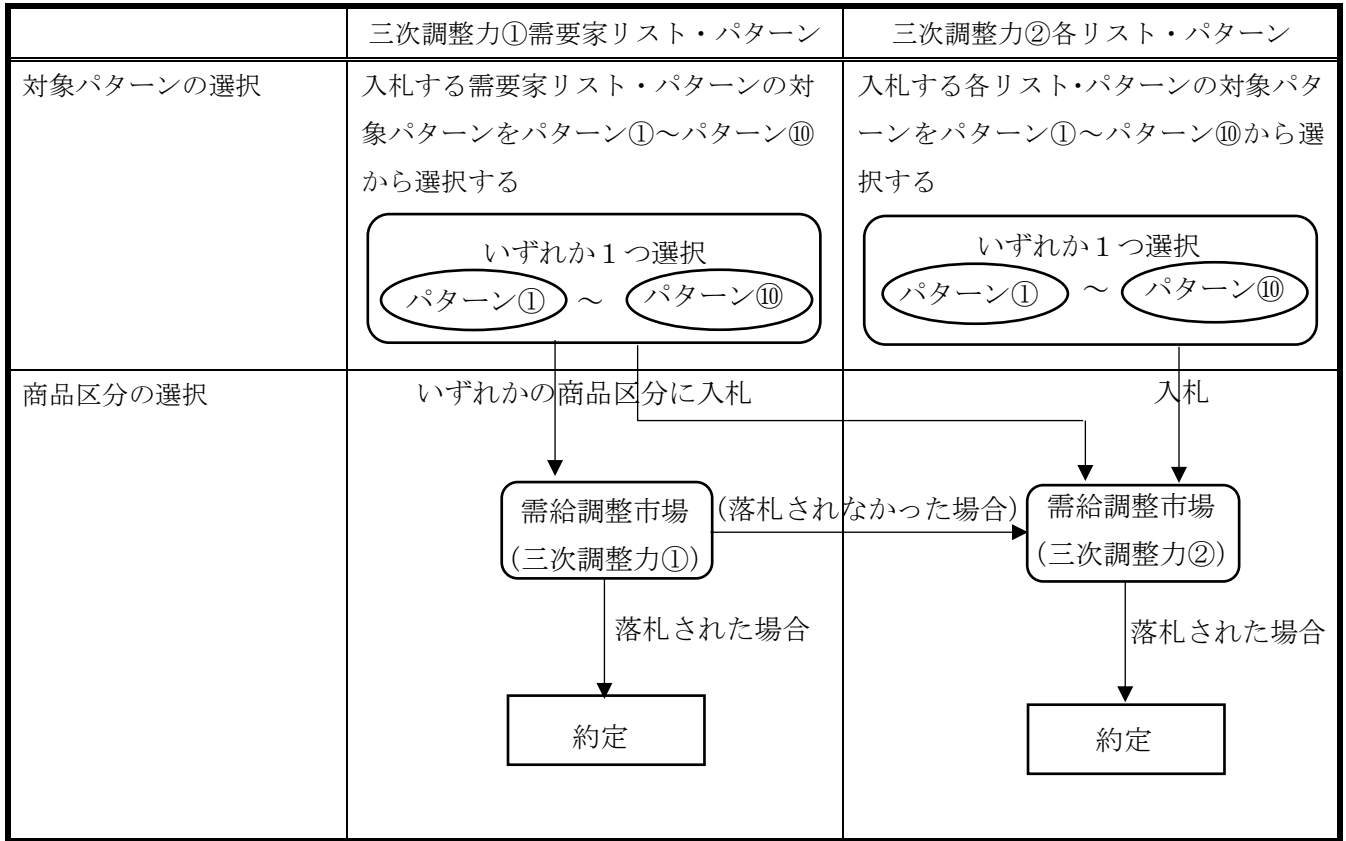 三次調整力①需要家リスト・パターン
三次調整力②各リスト・パターン
対象パターンの選択
入札する需要家リスト・パターンの対
象パターンをパターン①～パターン⑩
から選択する
いずれか１つ選択
パターン① ～ パターン⑩
入札する各リスト・パターンの対象パタ
ーンをパターン①～パターン⑩から選
択する
いずれか１つ選択
パターン① ～ パターン⑩
商品区分の選択
いずれかの商品区分に入札
入札
需給調整市場
(三次調整力①)
(落札されなかった場合)
需給調整市場
(三次調整力②)
落札された場合
落札された場合
約定
約定